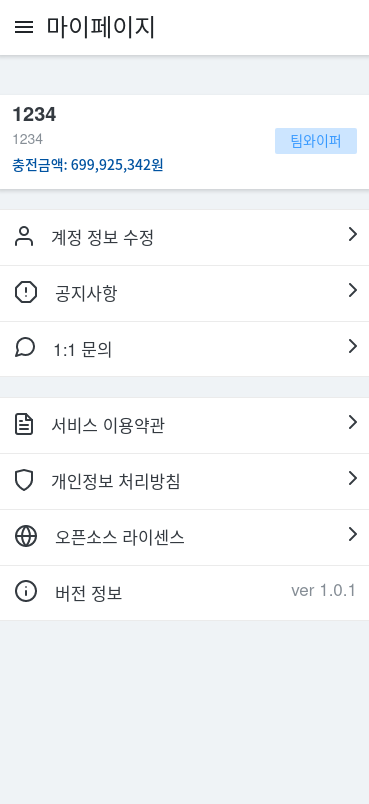 마이페이지
1234
1234
팀와이퍼
충전금액: 699,925,342원
계정 정보 수정
공지사항
1:1 문의
서비스 이용약관
개인정보 처리방침
오픈소스 라이센스
버전 정보
ver 1.0.1